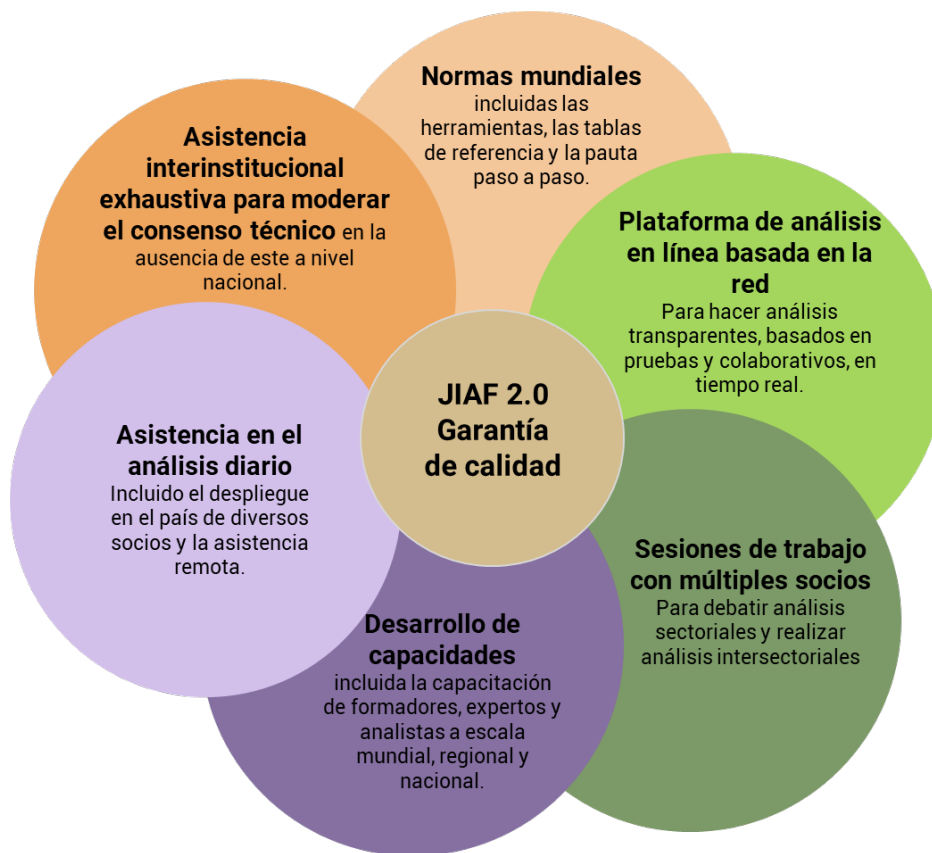 Normas mundiales
incluidas las
herramientas, las tablas
de referencia y la pauta
paso a paso.
Plataforma de análisis
en línea basada en la
red
Para hacer análisis
transparentes, basados en
pruebas y colaborativos, en
tiempo real.
Sesiones de trabajo
con múltiples socios
Para debatir análisis
sectoriales y realizar
análisis intersectoriales
Desarrollo de
capacidades
incluida la capacitación
de formadores, expertos y
analistas a escala
mundial, regional y
nacional.
Asistencia en el
análisis diario
Incluido el despliegue
en el país de diversos
socios y la asistencia
remota.
Asistencia
interinstitucional
exhaustiva para moderar
el consenso técnico en la
ausencia de este a nivel
nacional.
JIAF 2.0
Garantía
de calidad